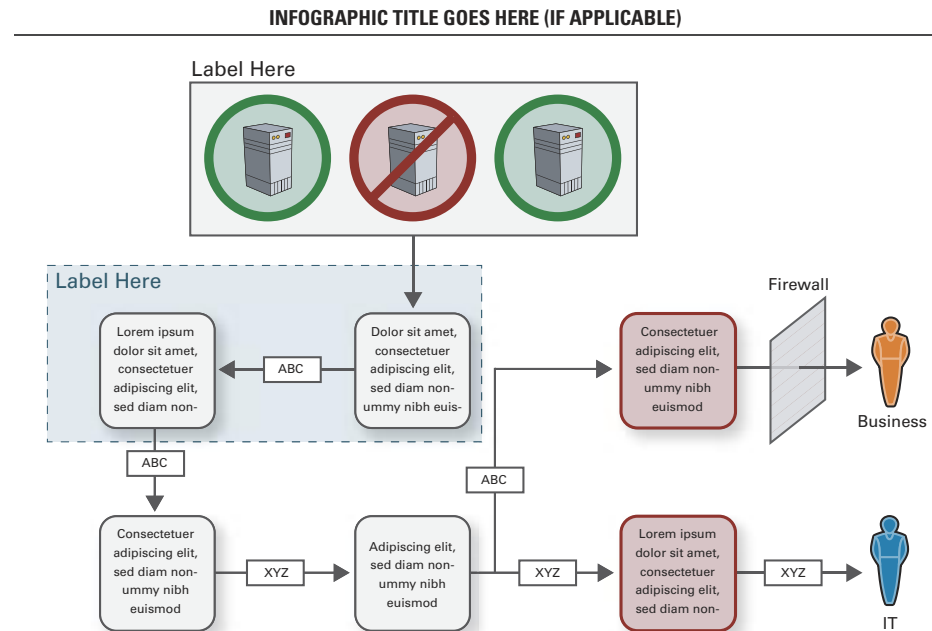 INFOGRAPHIC TITLE GOES HERE (IF APPLICABLE)
Label Here
Label Here
Firewall
Lorem ipsum
dolor sit amet,
consectetuer
adipiscing elit,
sed diam non-
ABC
Dolor sit amet,
consectetuer
adipiscing elit,
sed diam non-
ummy nibh euis-
Consectetuer
adipiscing elit,
sed diam non-
ummy nibh
euismod
Business
ABC
ABC
Consectetuer
adipiscing elit,
sed diam non-
ummy nibh
euismod
XYZ
Adipiscing elit,
sed diam non-
ummy nibh
euismod
XYZ
Lorem ipsum
dolor sit amet,
consectetuer
adipiscing elit,
sed diam non-
XYZ
IT